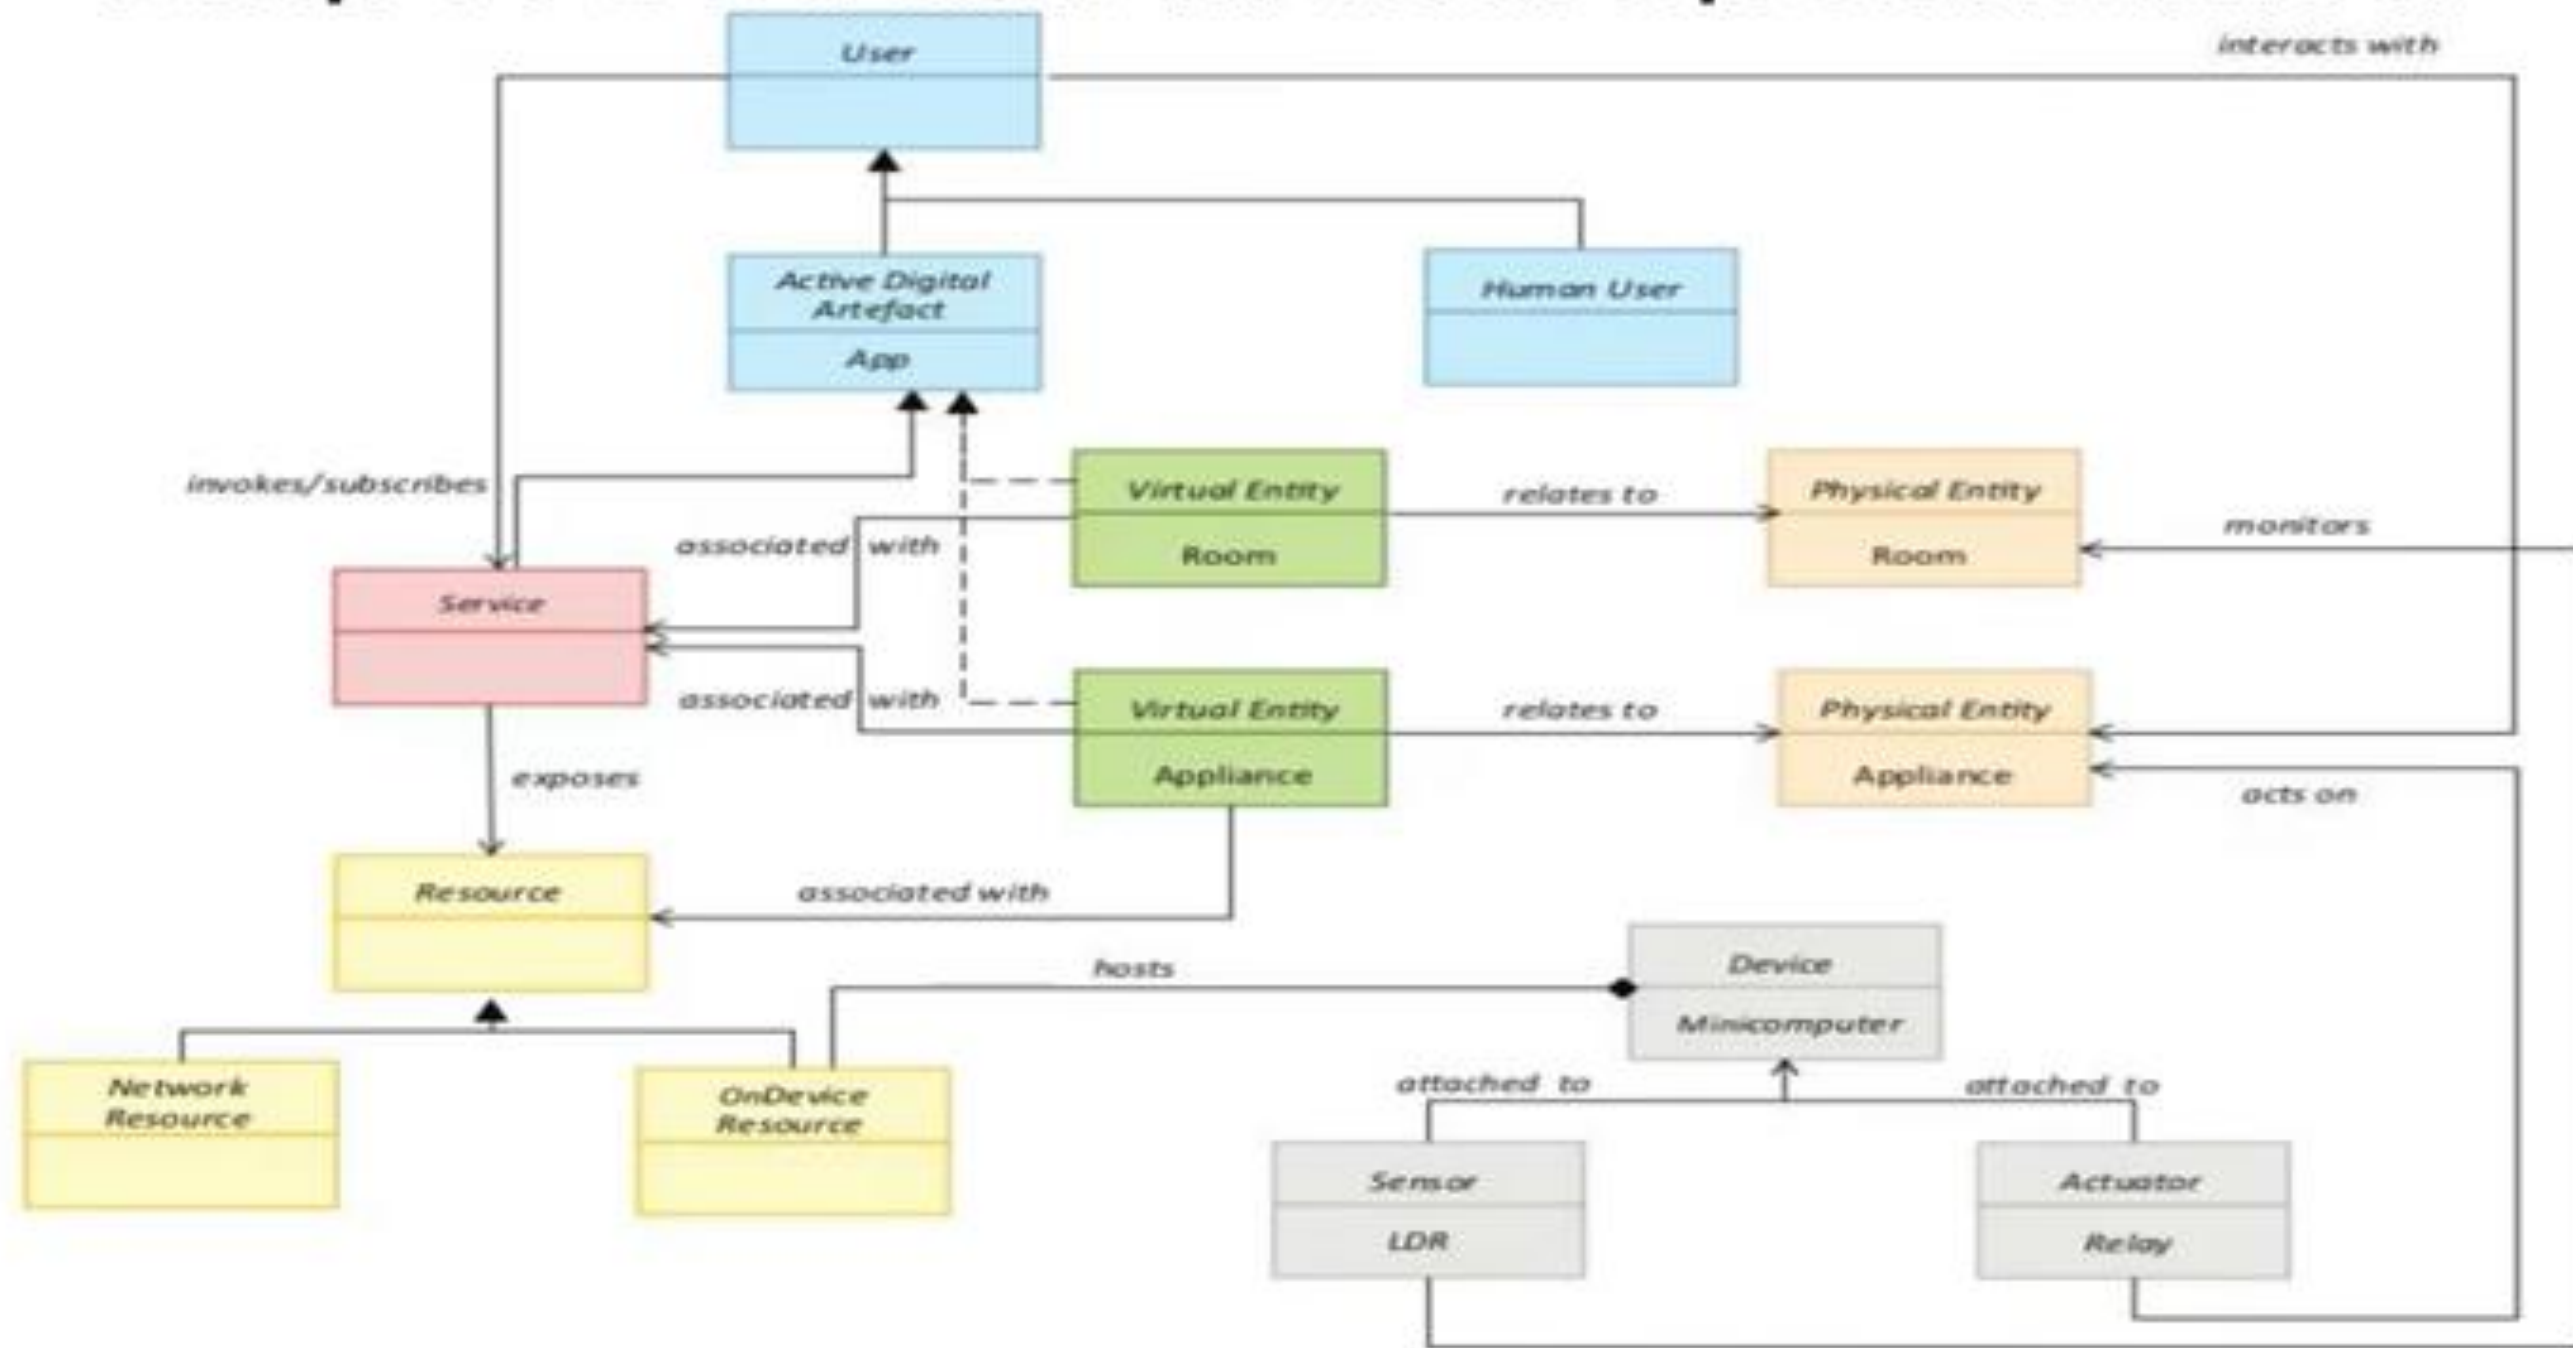 User
interacts with
Active Digital
Artefact
App
Human User
invokes/subscribes
Virtual Entity
Room
relates to
Physical Entity
Room
monitors
associated with
Service
associated with
Virtual Entity
Appliance
relates to
Physical Entity
Appliance
acts on
exposes
Resource
associated with
hosts
Device
Minicomputer
Network
Resource
OnDevice
Resource
attached to
attached to
Sensor
LDR
Actuator
Relay